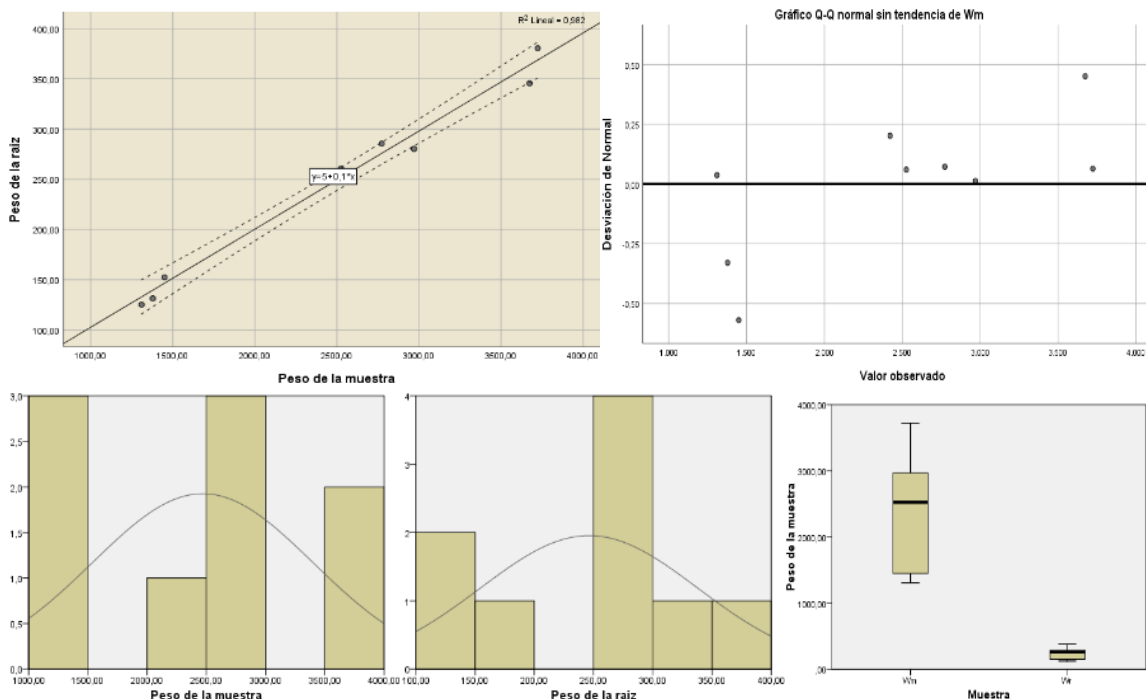 R² Lineal = 0,982
400,00
350,00
300,00
250,00
200,00
150,00
100,00
Peso de la raiz
y=5+0,1*x
1000,00 1500,00 2000,00 2500,00 3000,00 3500,00 4000,00
Peso de la muestra
Gráfico Q-Q normal sin tendencia de Wm
0,50
0,25
0,00
-0,25
-0,50
Desviación de Normal
1.000 1.500 2.000 2.500 3.000 3.500 4.000
Valor observado
3,0
2,5
2,0
1,5
1,0
0,5
0,0
1000,00 1500,00 2000,00 2500,00 3000,00 3500,00 4000,00
Peso de la muestra
4
3
2
1
0
100,00 150,00 200,00 250,00 300,00 350,00 400,00
Peso de la raiz
4000,00
3000,00
2000,00
1000,00
,00
Peso de la muestra
Wm Wr
Muestra